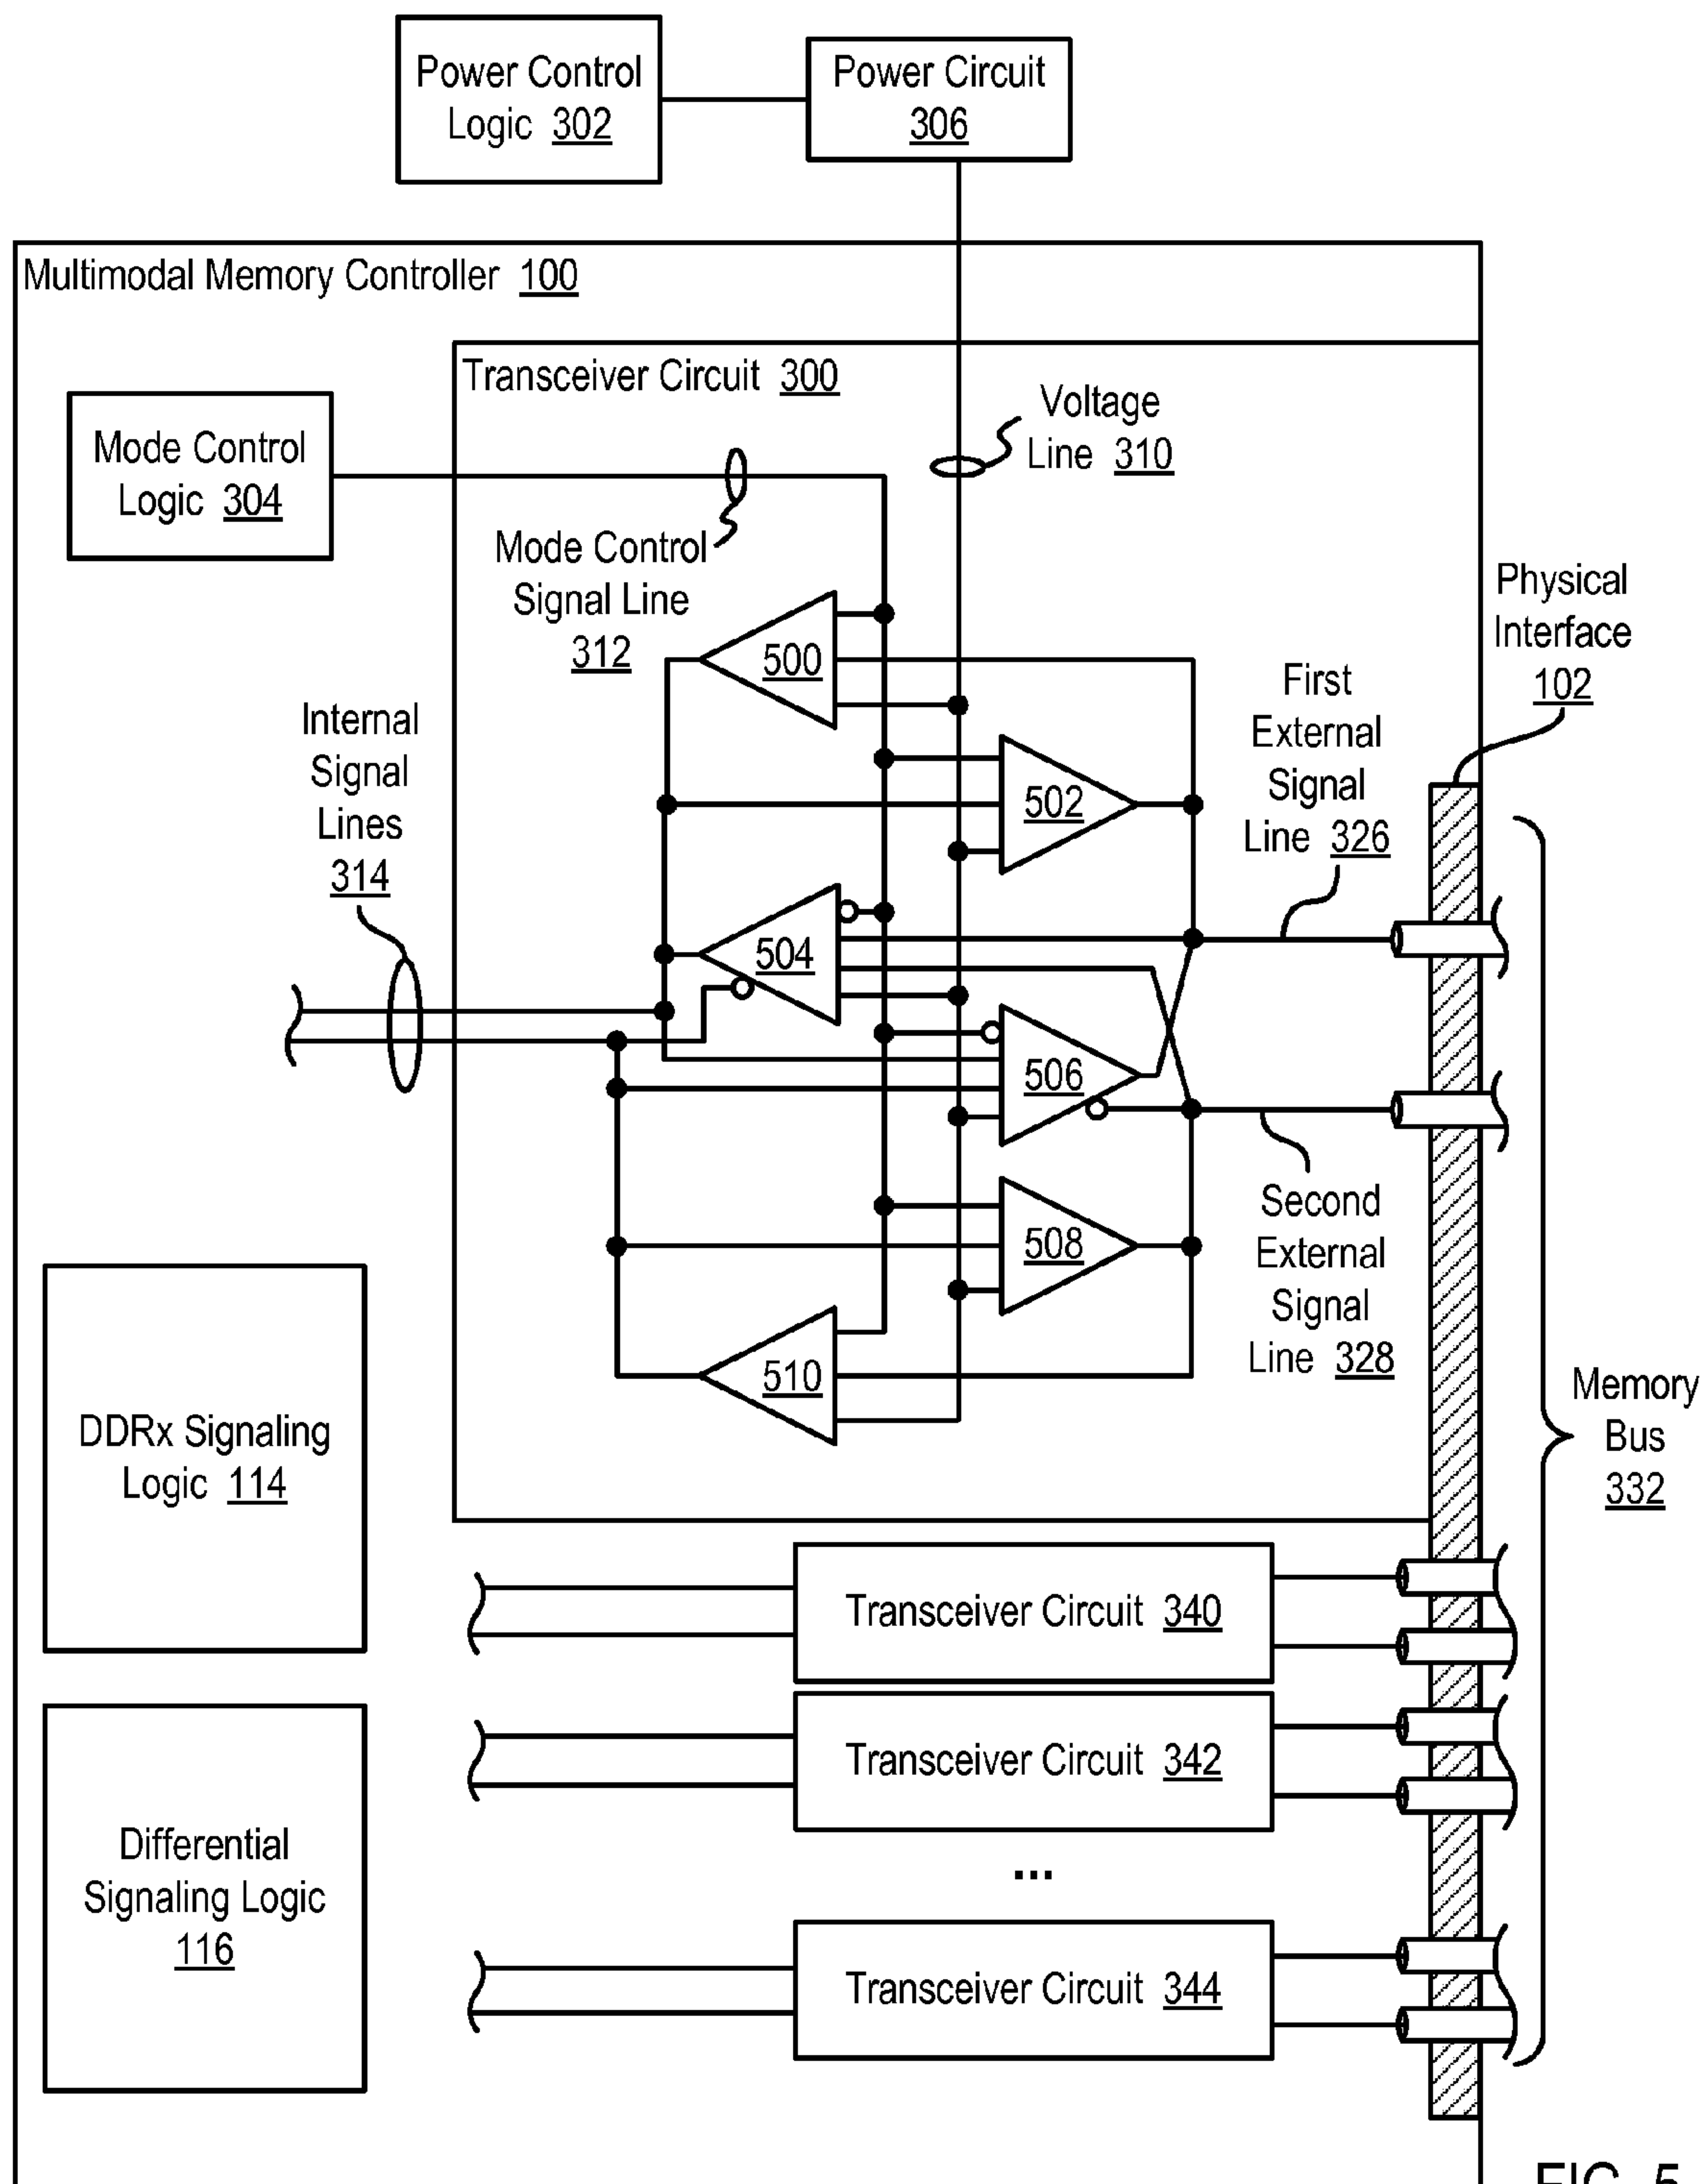 Power Control
Logic 302
Power Circuit
306
Multimodal Memory Controller 100
Transceiver Circuit 300
Voltage
Line 310
Mode Control
Logic 304
Mode Control
Signal Line
312
Physical
Interface
102
500
First
External
Signal
Line 326
Internal
Signal
Lines
314
502
504
506
Second
External
Signal
Line 328
508
510
Memory
Bus
332
DDRx Signaling
Logic 114
Transceiver Circuit 340
Transceiver Circuit 342
...
Differential
Signaling Logic
116
Transceiver Circuit 344
FIG. 5